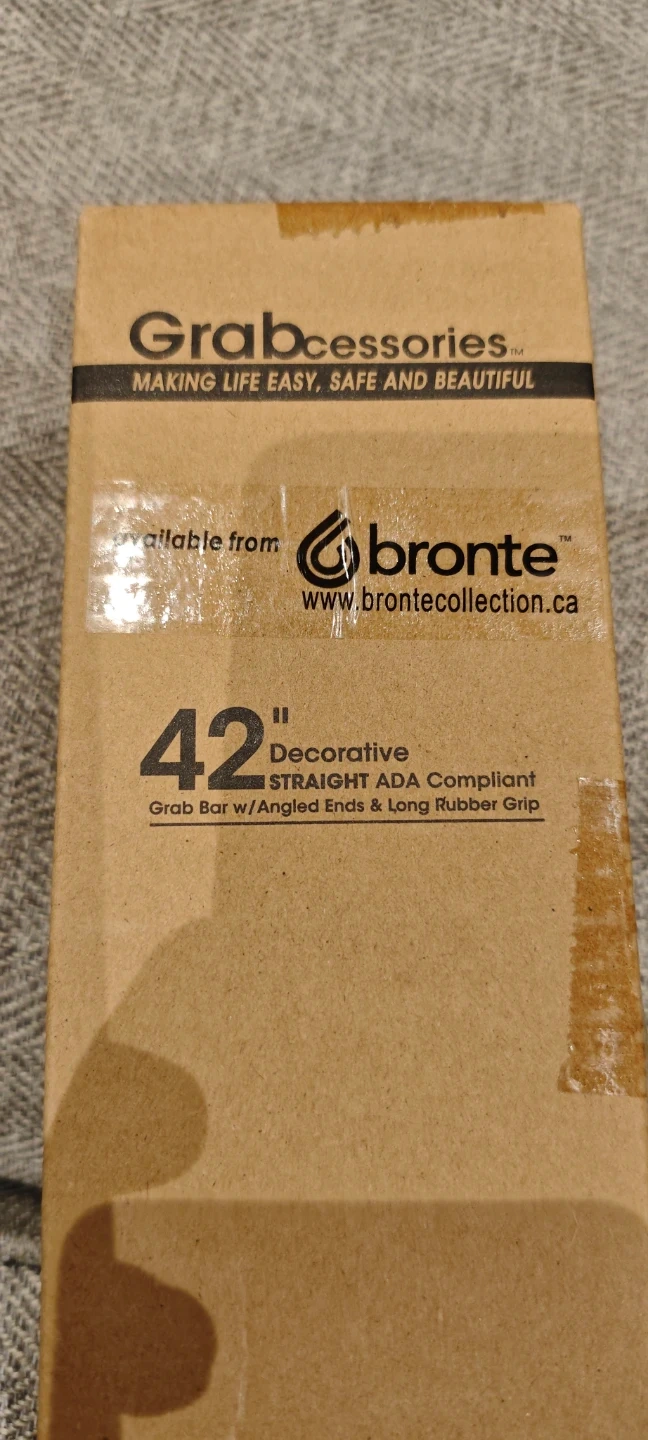 Grabcessories™
MAKING LIFE EASY, SAFE AND BEAUTIFUL
available from bronte™
www.brontecollection.ca
42"
Decorative
STRAIGHT ADA Compliant
Grab Bar w/Angled Ends & Long Rubber Grip